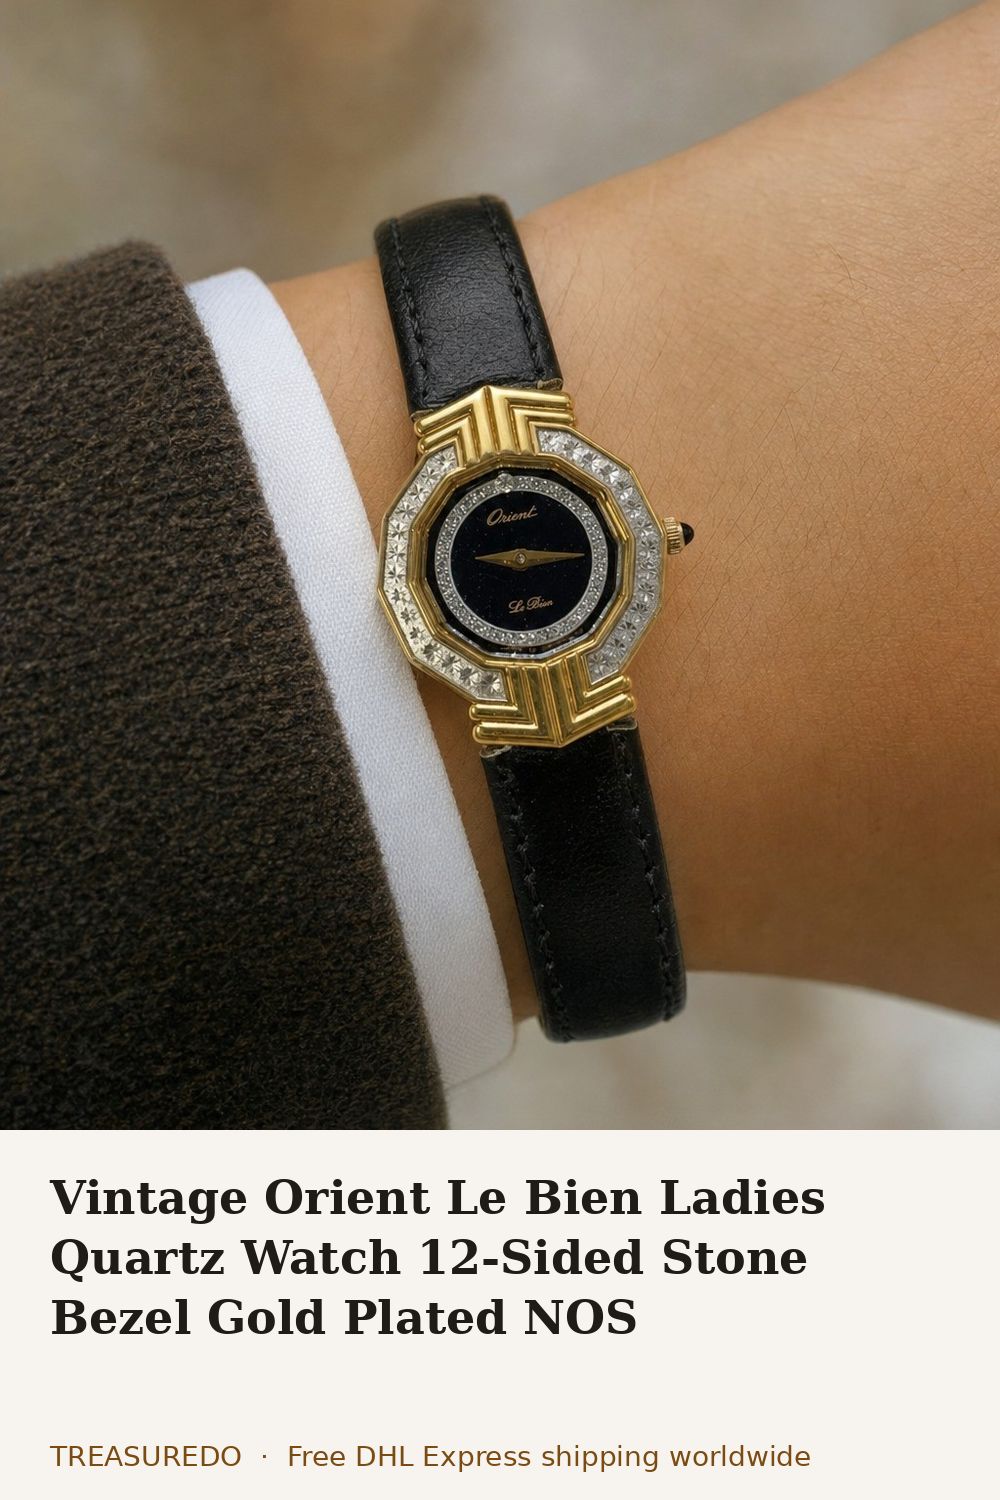 Orient
Le Bien
Vintage Orient Le Bien Ladies
Quartz Watch 12-Sided Stone
Bezel Gold Plated NOS
TREASUREDO · Free DHL Express shipping worldwide